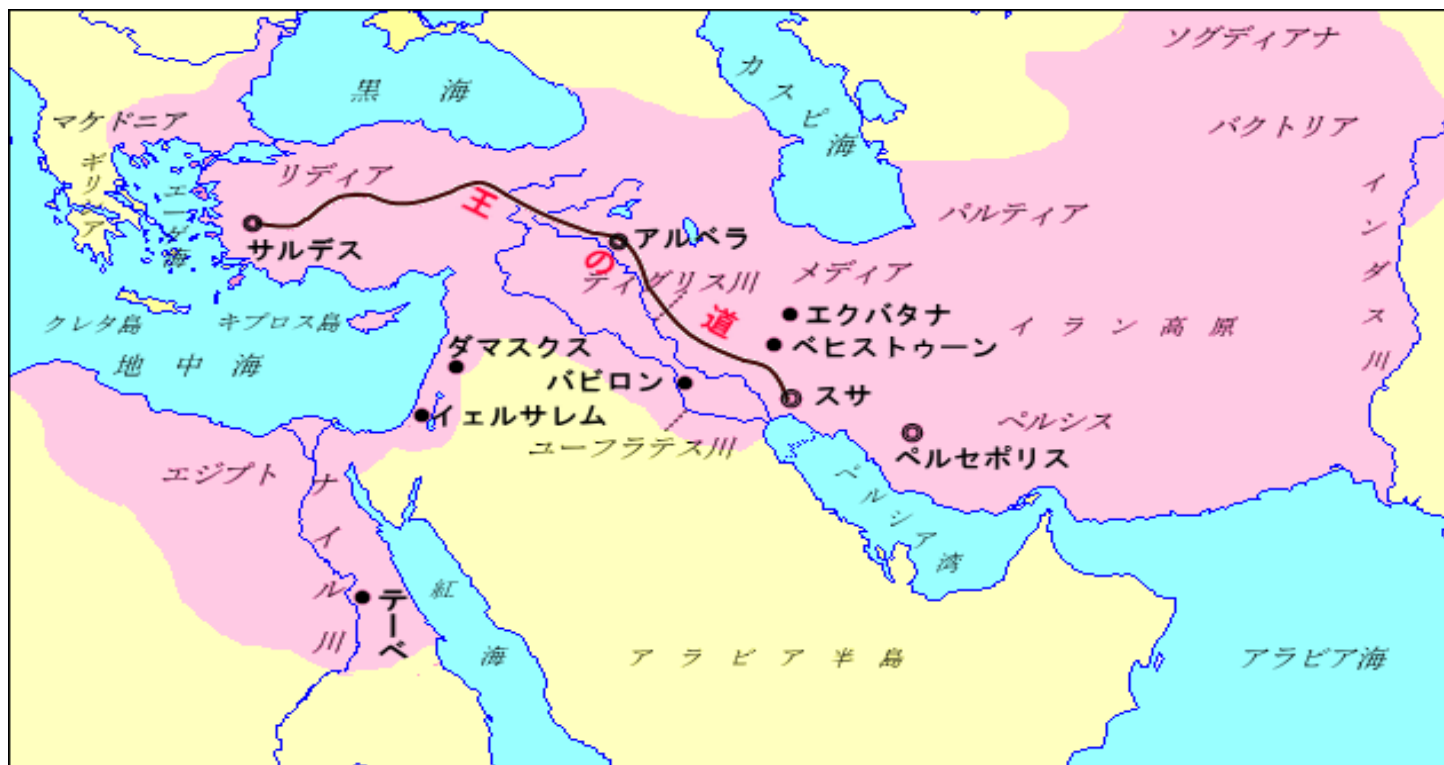 ソグディアナ
黒海
カスピ海
マケドニア
バクトリア
ギリシア
エーゲ海
リディア
インダス川
王の道
パルティア
サルデス
アルベラ
ティグリス川
メディア
エクバタナ
イラン高原
クレタ島
キプロス島
ベヒストゥーン
地中海
ダマスクス
バビロン
スサ
イェルサレム
ペルシス
ユーフラテス川
ペルセポリス
エジプト
ナイル川
ペルシア湾
紅海
テーベ
アラビア半島
アラビア海